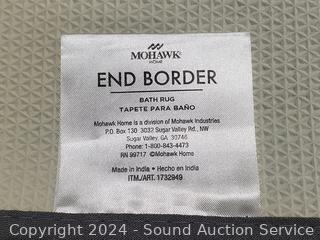 MOHAWK
HOME
END BORDER
BATH RUG
TAPETE PARA BAÑO
Mohawk Home is a division of Mohawk Industries
P.O. Box 130 3032 Sugar Valley Rd., NW
Sugar Valley, GA. 30746
Phone: 1-800-843-4473
RN 99717 ©Mohawk Home
Made in India • Hecho en India
ITM./ART. 1732949
Copyright © 2024 - Sound Auction Service